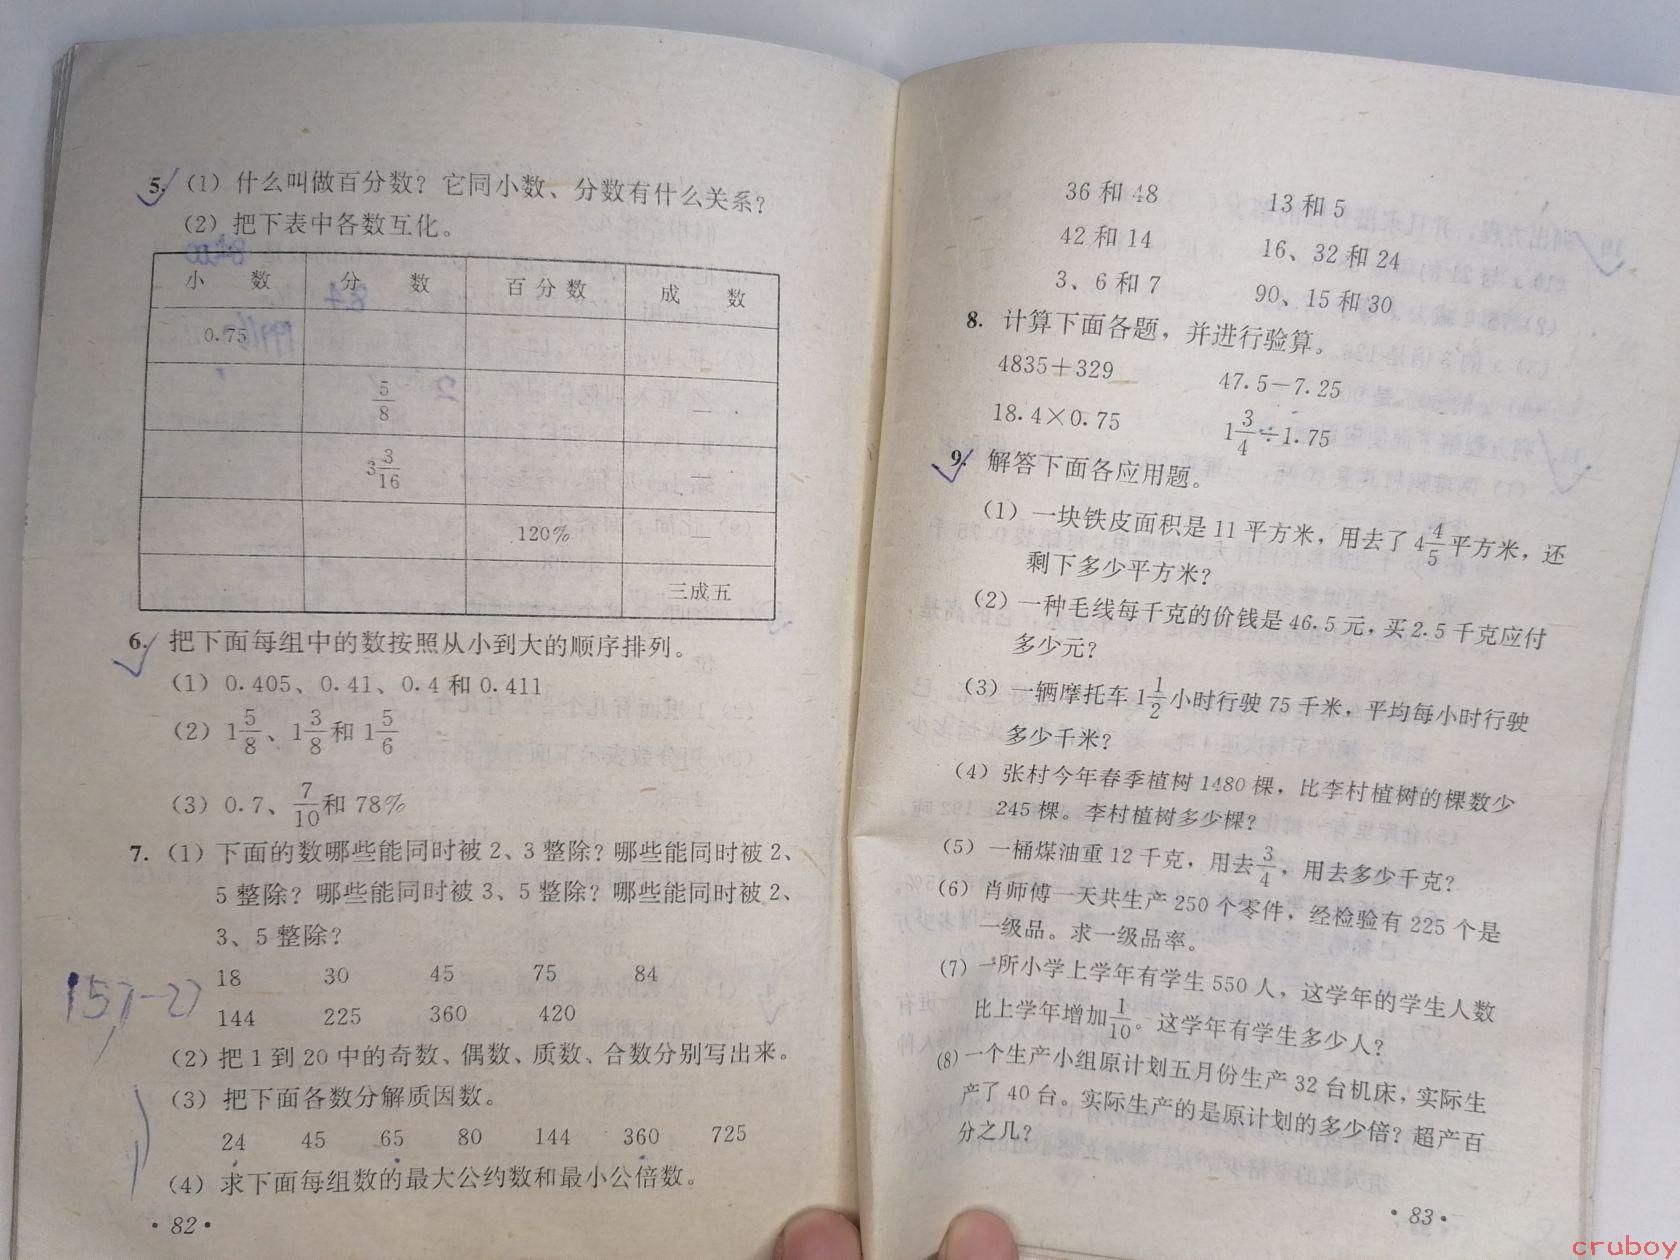 5. (1) 什么叫做百分数？它同小数、分数有什么关系？
(2) 把下表中各数互化。
小 数 分 数 百分数 成 数
0.75
5/8 —
3 3/16 —
120% —
三成五
6. 把下面每组中的数按照从小到大的顺序排列。
(1) 0.405、0.41、0.4和0.411
(2) 1 5/8、1 3/8和1 5/6
(3) 0.7、7/10和78%
7. (1) 下面的数哪些能同时被2、3整除？哪些能同时被2、
5整除？哪些能同时被3、5整除？哪些能同时被2、
3、5整除？
18 30 45 75 84
144 225 360 420
(2) 把1到20中的奇数、偶数、质数、合数分别写出来。
(3) 把下面各数分解质因数。
24 45 65 80 144 360 725
(4) 求下面每组数的最大公约数和最小公倍数。
· 82 ·
36和48 13和5
42和14 16、32和24
3、6和7 90、15和30
8. 计算下面各题，并进行验算。
4835+329 47.5−7.25
18.4×0.75 1 3/4÷1.75
9. 解答下面各应用题。
(1) 一块铁皮面积是11平方米，用去了4 4/5平方米，还
剩下多少平方米？
(2) 一种毛线每千克的价钱是46.5元，买2.5千克应付
多少元？
(3) 一辆摩托车1 1/2小时行驶75千米，平均每小时行驶
多少千米？
(4) 张村今年春季植树1480棵，比李村植树的棵数少
245棵。李村植树多少棵？
(5) 一桶煤油重12千克，用去3/4，用去多少千克？
(6) 肖师傅一天共生产250个零件，经检验有225个是
一级品。求一级品率。
(7) 一所小学上学年有学生550人，这学年的学生人数
比上学年增加1/10。这学年有学生多少人？
(8) 一个生产小组原计划五月份生产32台机床，实际生
产了40台。实际生产的是原计划的多少倍？超产百
分之几？
· 83 ·
cruboy